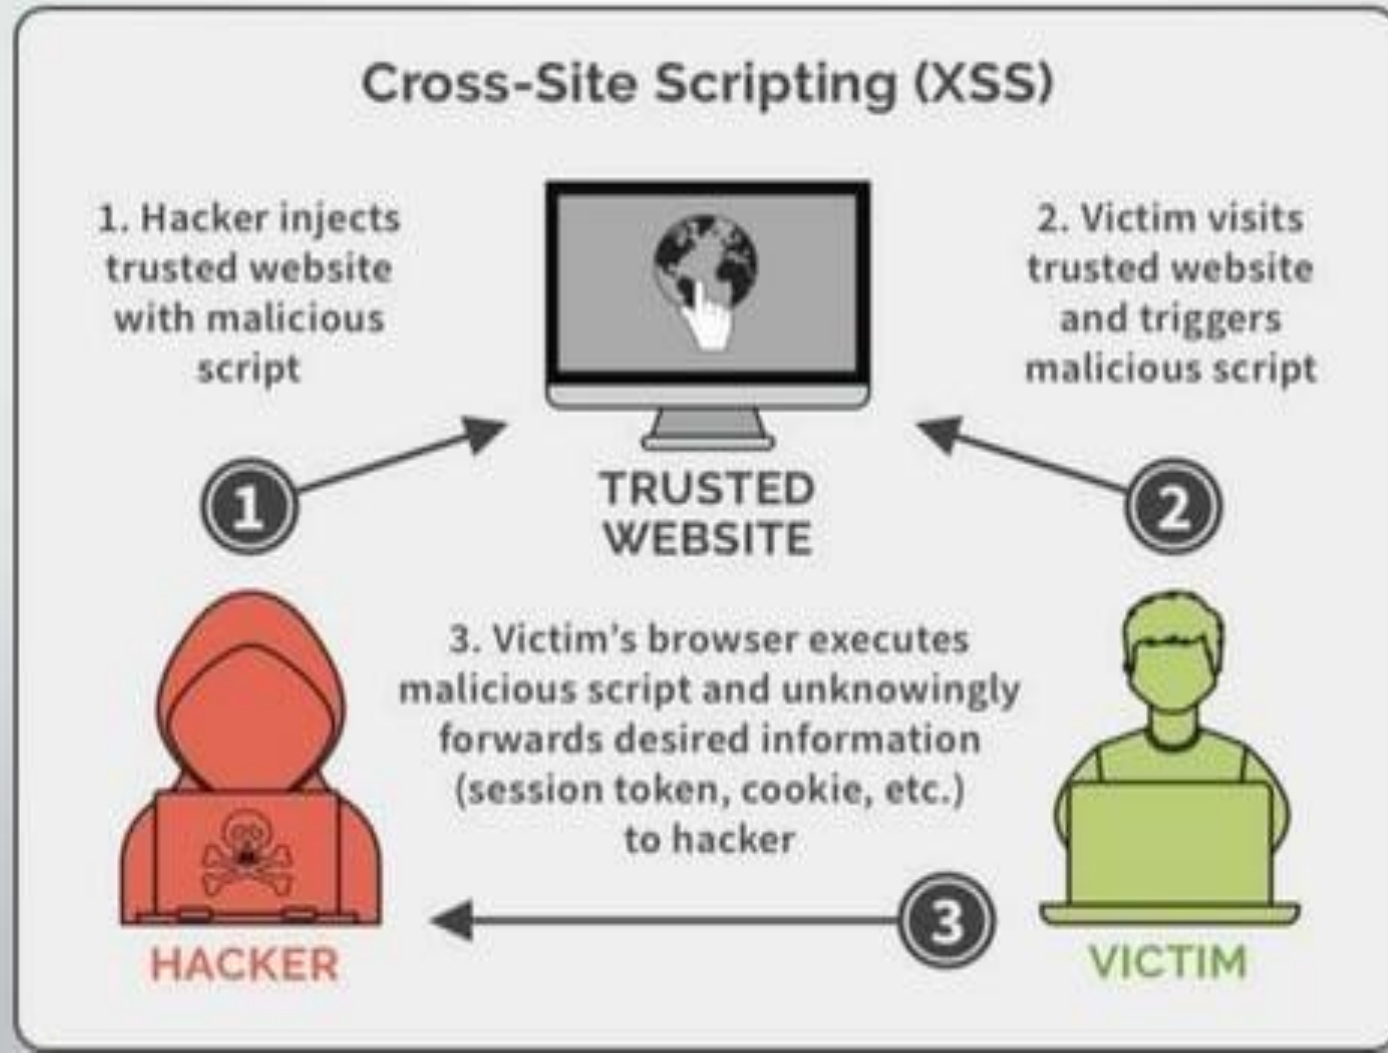 Cross-Site Scripting (XSS)
1. Hacker injects
trusted website
with malicious
script
2. Victim visits
trusted website
and triggers
malicious script
1
2
TRUSTED
WEBSITE
3. Victim's browser executes
malicious script and unknowingly
forwards desired information
(session token, cookie, etc.)
to hacker
3
HACKER
VICTIM